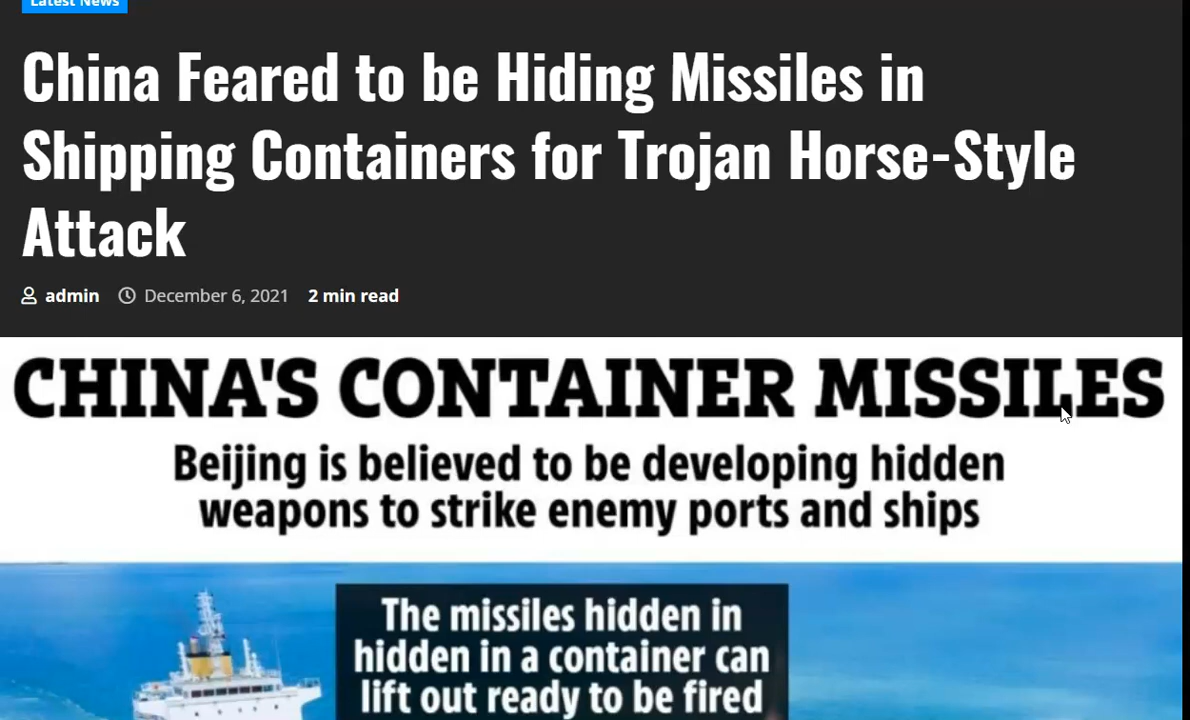 Latest News
China Feared to be Hiding Missiles in
Shipping Containers for Trojan Horse-Style
Attack
admin December 6, 2021 2 min read
CHINA'S CONTAINER MISSILES
Beijing is believed to be developing hidden
weapons to strike enemy ports and ships
The missiles hidden in
hidden in a container can
lift out ready to be fired